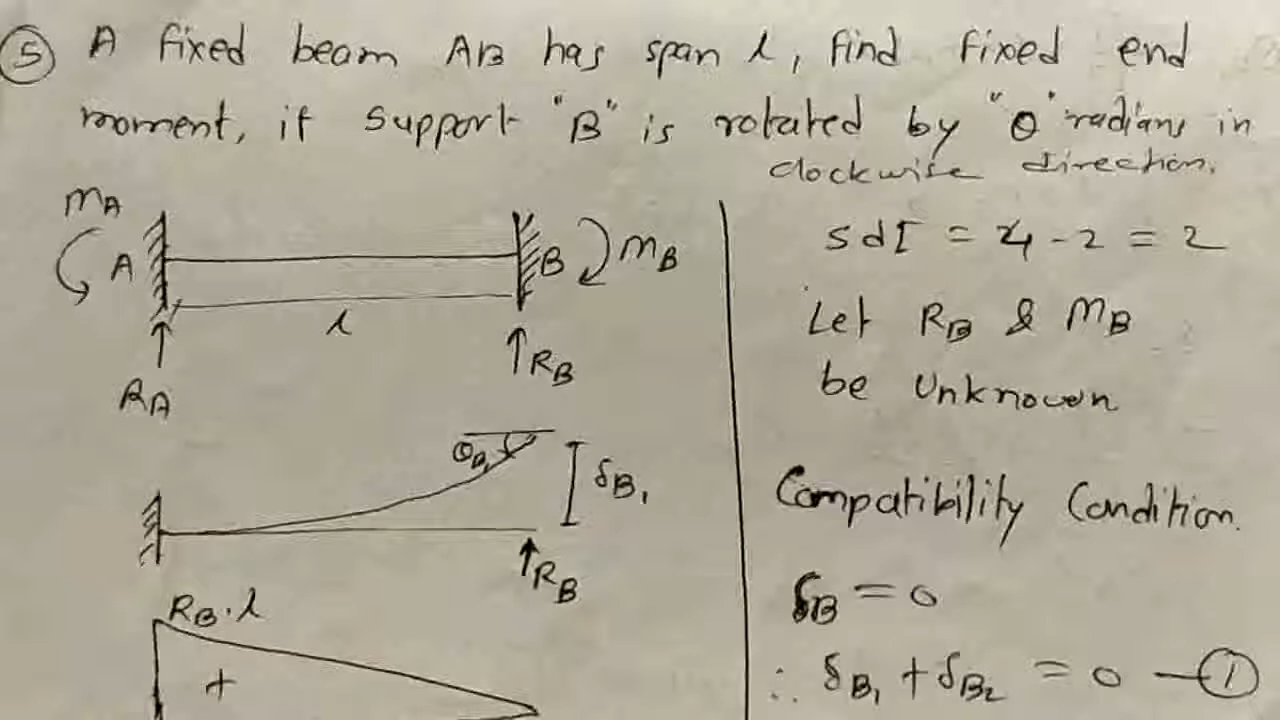 ⑤ A fixed beam AB has span l, find fixed end
moment, if support "B" is rotated by "θ" radians in
clockwise direction.
MA
A
B
MB
l
RA
RB
θB1
δB1
RB
RB.l
+
SdI = 4 - 2 = 2
Let RB & MB
be Unknown
Compatibility Condition.
δB = 0
∴ δB1 + δB2 = 0 — ①